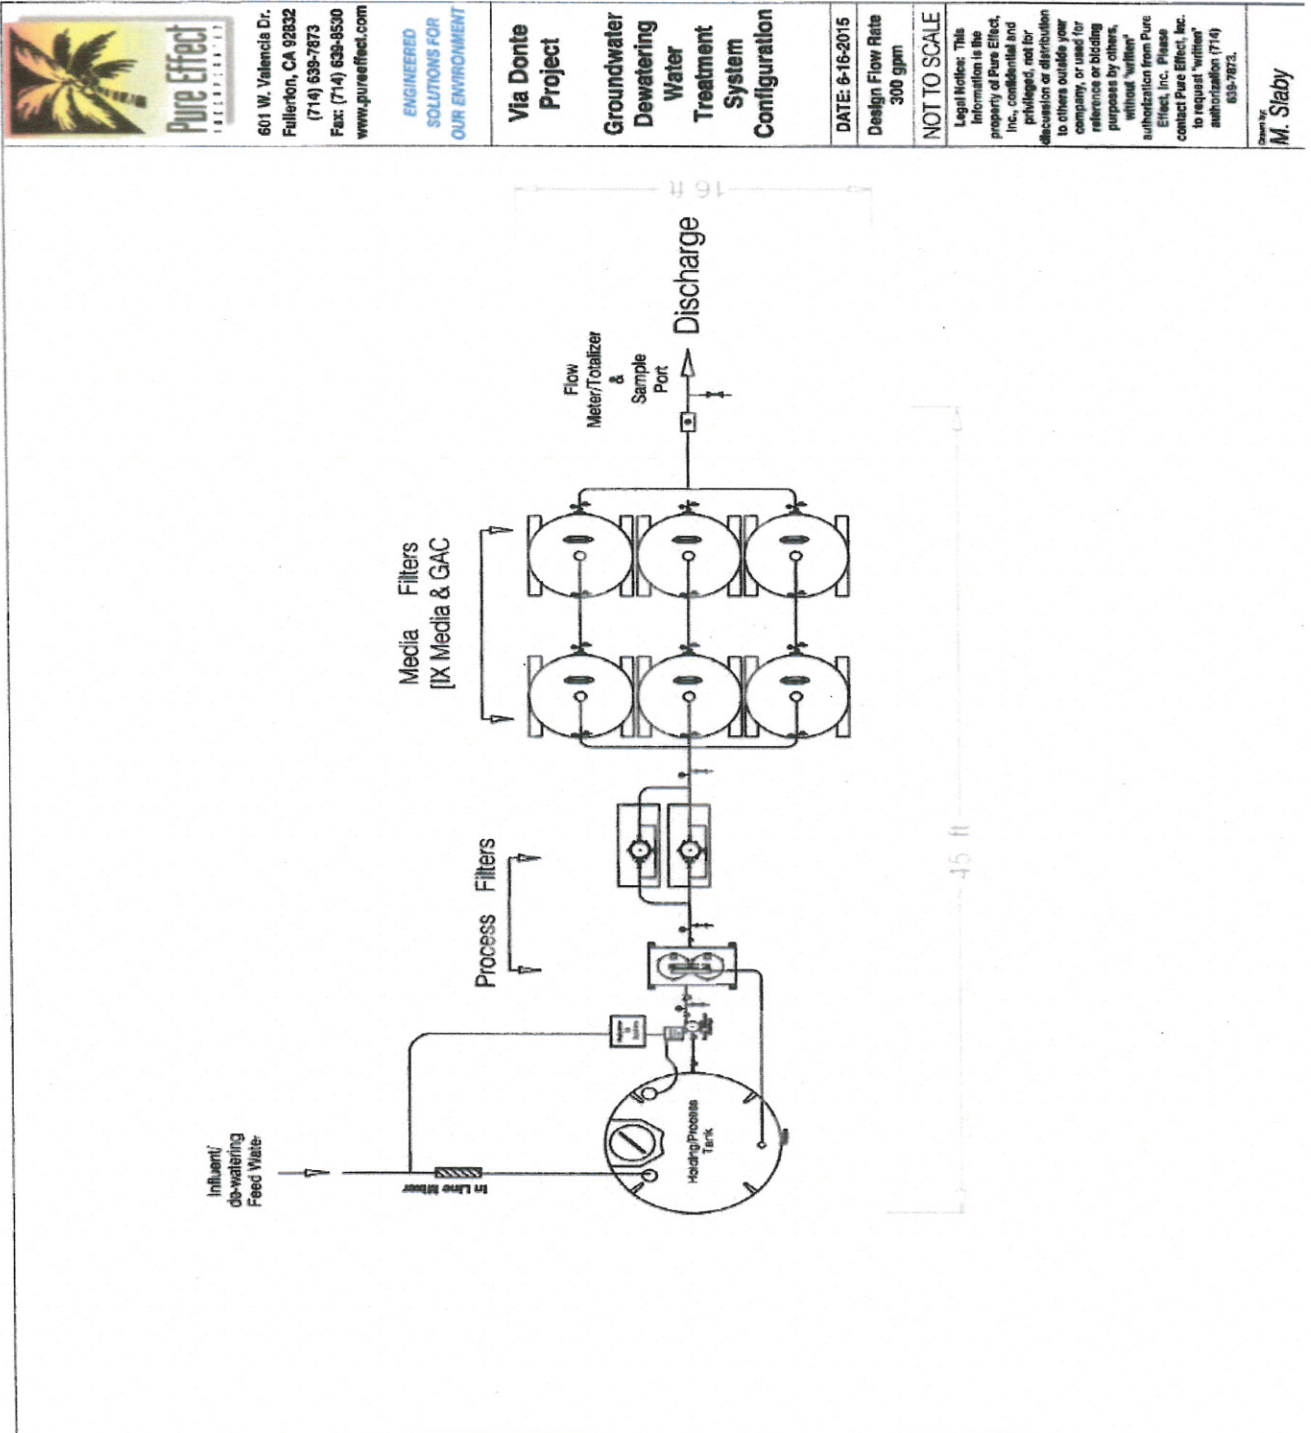 Pure Effect
INCORPORATED
601 W. Valencia Dr.
Fullerton, CA 92832
(714) 639-7873
Fax: (714) 639-8530
www.pureeffect.com
ENGINEERED
SOLUTIONS FOR
OUR ENVIRONMENT
Via Donte
Project
Groundwater
Dewatering
Water
Treatment
System
Configuration
DATE: 6-16-2015
Design Flow Rate
300 gpm
NOT TO SCALE
Legal Notice: This
information is the
property of Pure Effect,
Inc., confidential and
privileged, not for
discussion or distribution
to others outside your
company, or used for
reference or bidding
purposes by others,
without "written"
authorization from Pure
Effect, Inc. Please
contact Pure Effect, Inc.
to request "written"
authorization (714)
639-7873.
Drawn by:
M. Slaby
16 ft
Discharge
Flow
Meter/Totalizer
&
Sample
Port
Media Filters
[IX Media & GAC
Process Filters
45 ft
Influent/
de-watering
Feed Water
In Line Mixer
Holding/Process
Tank